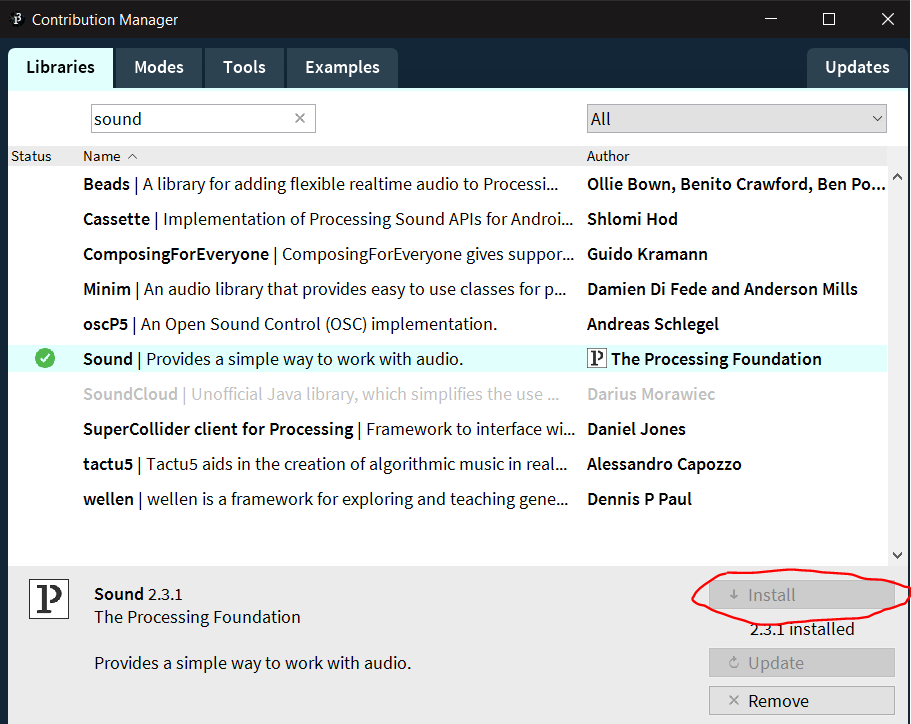 Contribution Manager
Libraries Modes Tools Examples Updates
sound All
Status Name Author
Beads | A library for adding flexible realtime audio to Processi... Ollie Bown, Benito Crawford, Ben Po...
Cassette | Implementation of Processing Sound APIs for Androi... Shlomi Hod
ComposingForEveryone | ComposingForEveryone gives suppor... Guido Kramann
Minim | An audio library that provides easy to use classes for p... Damien Di Fede and Anderson Mills
oscP5 | An Open Sound Control (OSC) implementation. Andreas Schlegel
Sound | Provides a simple way to work with audio. The Processing Foundation
SoundCloud | Unofficial Java library, which simplifies the use ... Darius Morawiec
SuperCollider client for Processing | Framework to interface wi... Daniel Jones
tactu5 | Tactu5 aids in the creation of algorithmic music in real... Alessandro Capozzo
wellen | wellen is a framework for exploring and teaching gene... Dennis P Paul
Sound 2.3.1
The Processing Foundation
Provides a simple way to work with audio.
Install
2.3.1 installed
Update
Remove